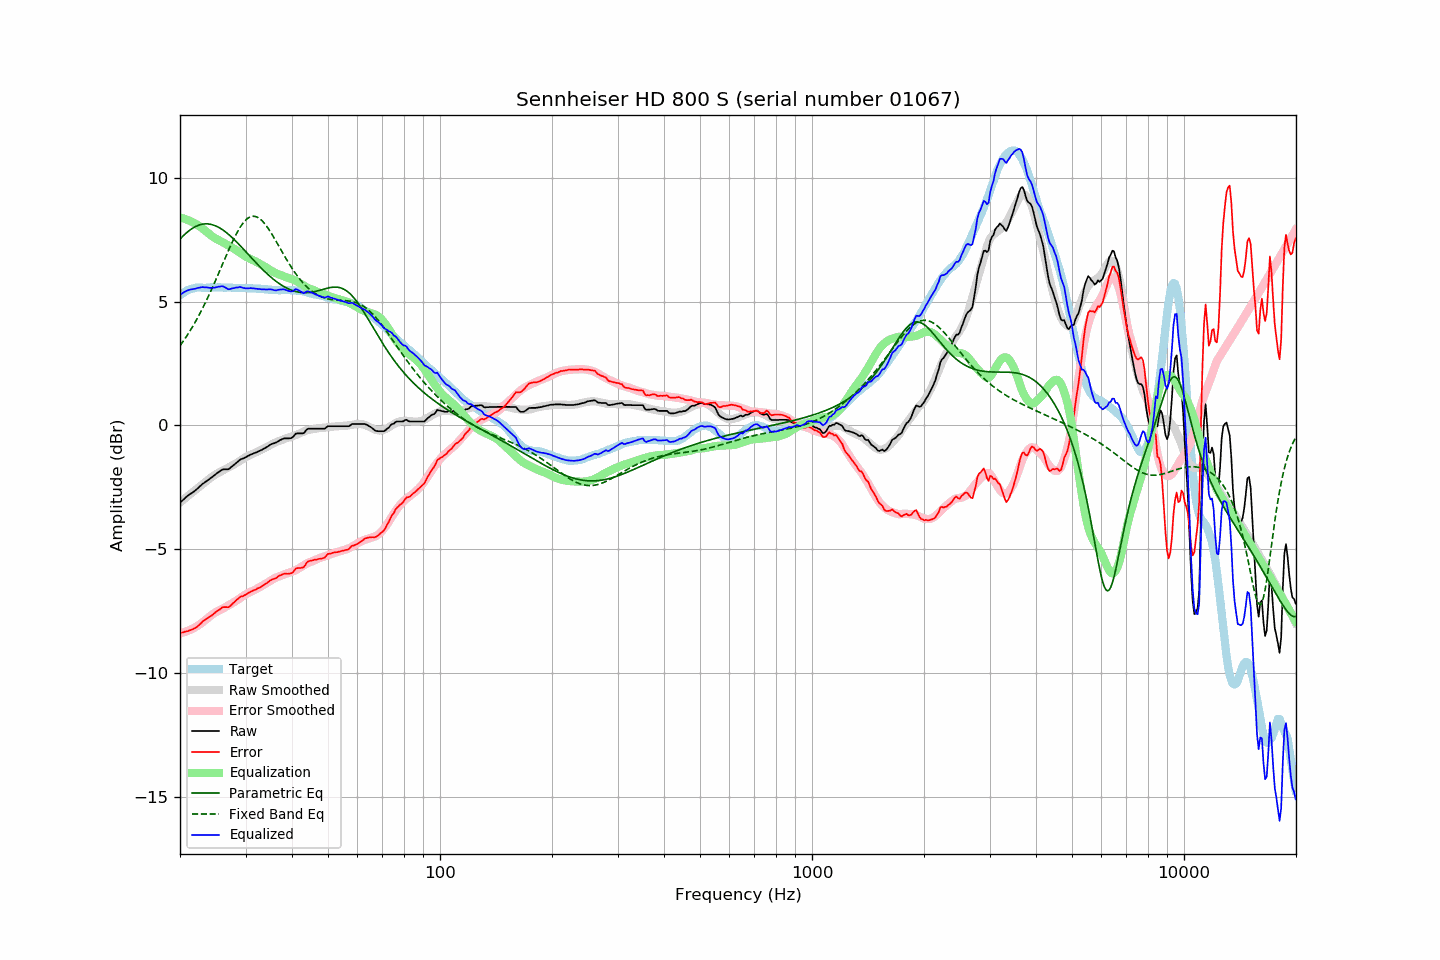 Sennheiser HD 800 S (serial number 01067)
Amplitude (dBr)
10
5
0
−5
−10
−15
Target
Raw Smoothed
Error Smoothed
Raw
Error
Equalization
Parametric Eq
Fixed Band Eq
Equalized
100 1000 10000
Frequency (Hz)